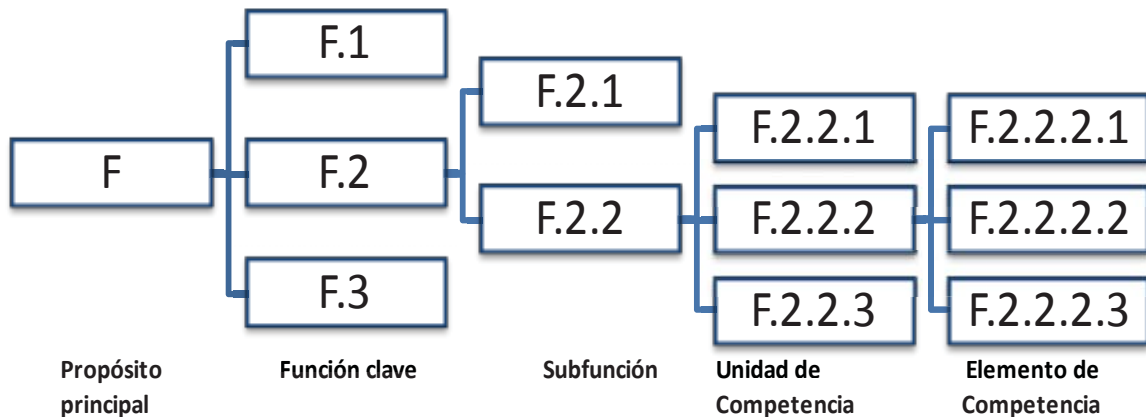 F
F.1
F.2
F.3
F.2.1
F.2.2
F.2.2.1
F.2.2.2
F.2.2.3
F.2.2.2.1
F.2.2.2.2
F.2.2.2.3
Propósito
principal
Función clave
Subfunción
Unidad de
Competencia
Elemento de
Competencia